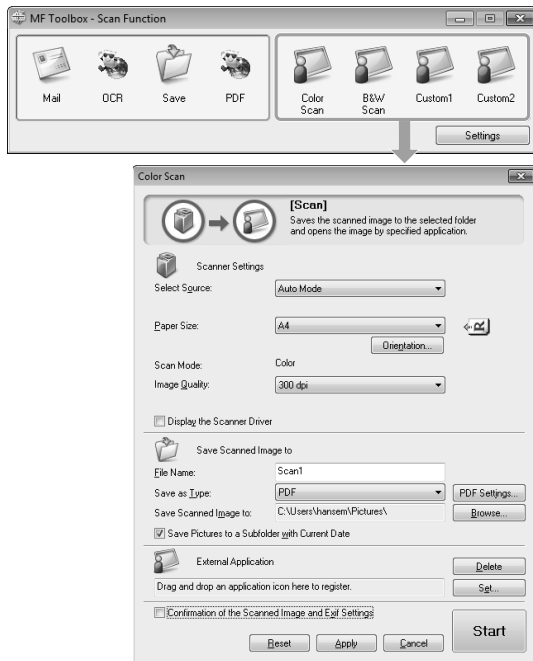 MF Toolbox - Scan Function
Mail OCR Save PDF Color Scan B&W Scan Custom1 Custom2
Settings
Color Scan
[Scan]
Saves the scanned image to the selected folder
and opens the image by specified application.
Scanner Settings
Select Source: Auto Mode
Paper Size: A4
R
Orientation...
Scan Mode: Color
Image Quality: 300 dpi
Display the Scanner Driver
Save Scanned Image to
File Name: Scan1
Save as Type: PDF PDF Settings...
Save Scanned Image to: C:\Users\hansem\Pictures\ Browse...
Save Pictures to a Subfolder with Current Date
External Application Delete
Drag and drop an application icon here to register. Set...
Confirmation of the Scanned Image and Exif Settings
Start
Reset Apply Cancel